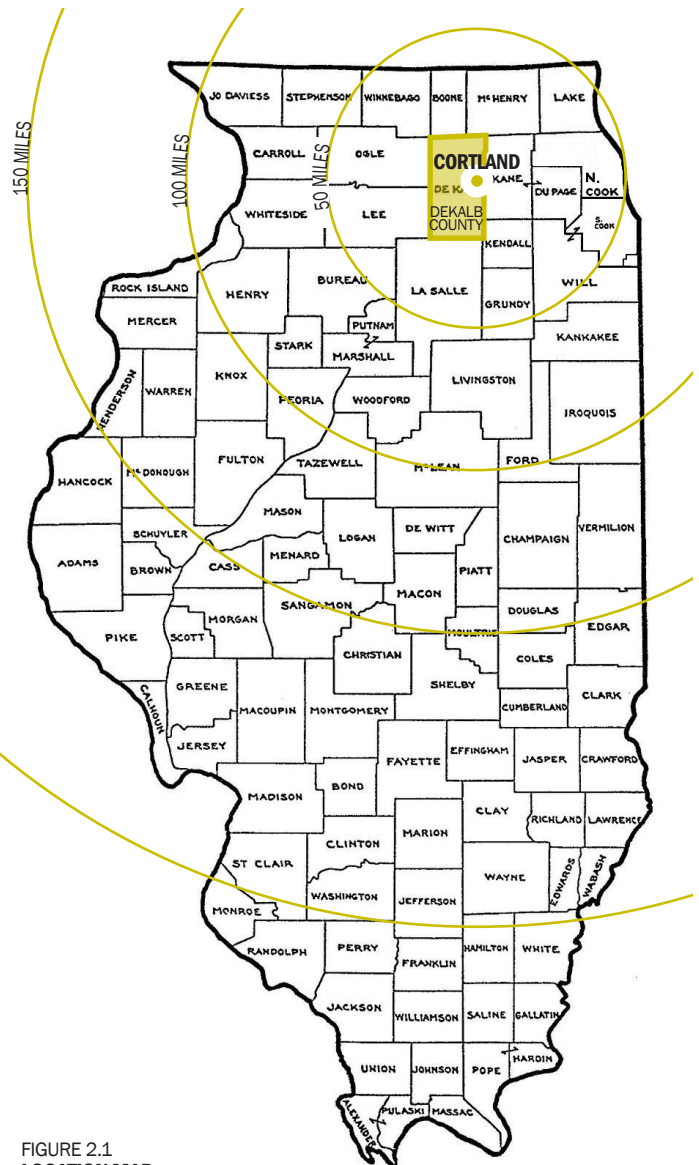 JO DAVIESS
STEPHENSON
WINNEBAGO
BOONE
McHENRY
LAKE
150 MILES
100 MILES
50 MILES
CARROLL
OGLE
CORTLAND
KANE
DU PAGE
N.
COOK
WHITESIDE
LEE
DEKALB
COUNTY
S.
COOK
KENDALL
ROCK ISLAND
HENRY
BUREAU
LA SALLE
GRUNDY
WILL
MERCER
PUTNAM
STARK
MARSHALL
KANKAKEE
HENDERSON
WARREN
KNOX
PEORIA
WOODFORD
LIVINGSTON
IROQUOIS
HANCOCK
McDONOUGH
FULTON
TAZEWELL
McLEAN
FORD
MASON
SCHUYLER
LOGAN
DE WITT
CHAMPAIGN
VERMILION
ADAMS
BROWN
CASS
MENARD
PIATT
MACON
SANGAMON
DOUGLAS
PIKE
SCOTT
MORGAN
CHRISTIAN
MOULTRIE
COLES
EDGAR
CALHOUN
GREENE
MACOUPIN
MONTGOMERY
SHELBY
CUMBERLAND
CLARK
JERSEY
FAYETTE
EFFINGHAM
JASPER
CRAWFORD
MADISON
BOND
CLAY
RICHLAND
LAWRENCE
ST CLAIR
CLINTON
MARION
WAYNE
EDWARDS
WABASH
MONROE
WASHINGTON
JEFFERSON
RANDOLPH
PERRY
FRANKLIN
HAMILTON
WHITE
JACKSON
WILLIAMSON
SALINE
GALLATIN
UNION
JOHNSON
POPE
HARDIN
ALEXANDER
PULASKI
MASSAC
FIGURE 2.1
LOCATION MAP